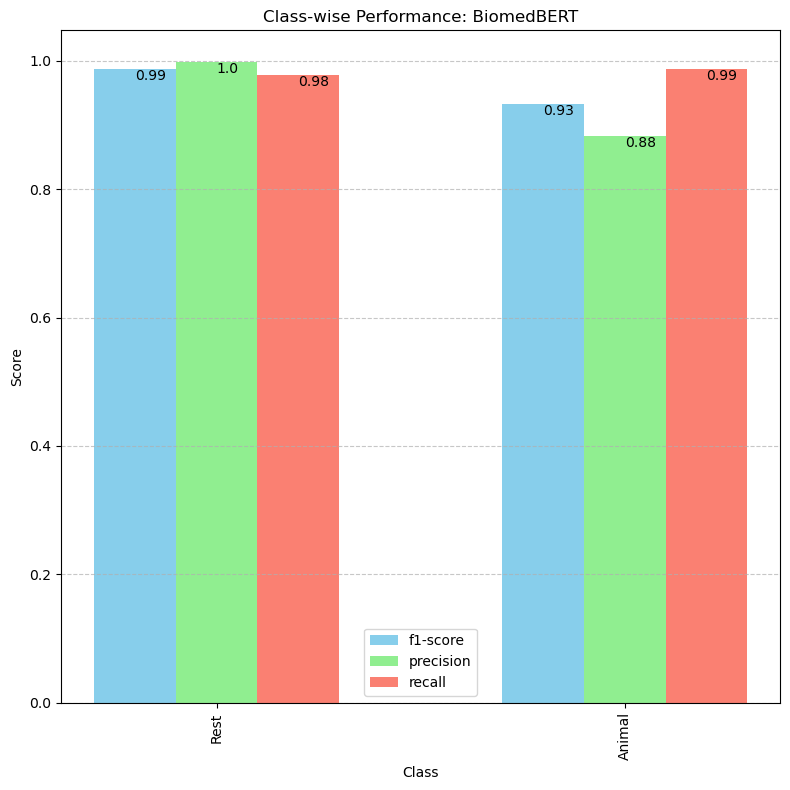 Class-wise Performance: BiomedBERT
Score
1.0
0.8
0.6
0.4
0.2
0.0
0.99
1.0
0.98
0.93
0.88
0.99
f1-score
precision
recall
Rest
Animal
Class